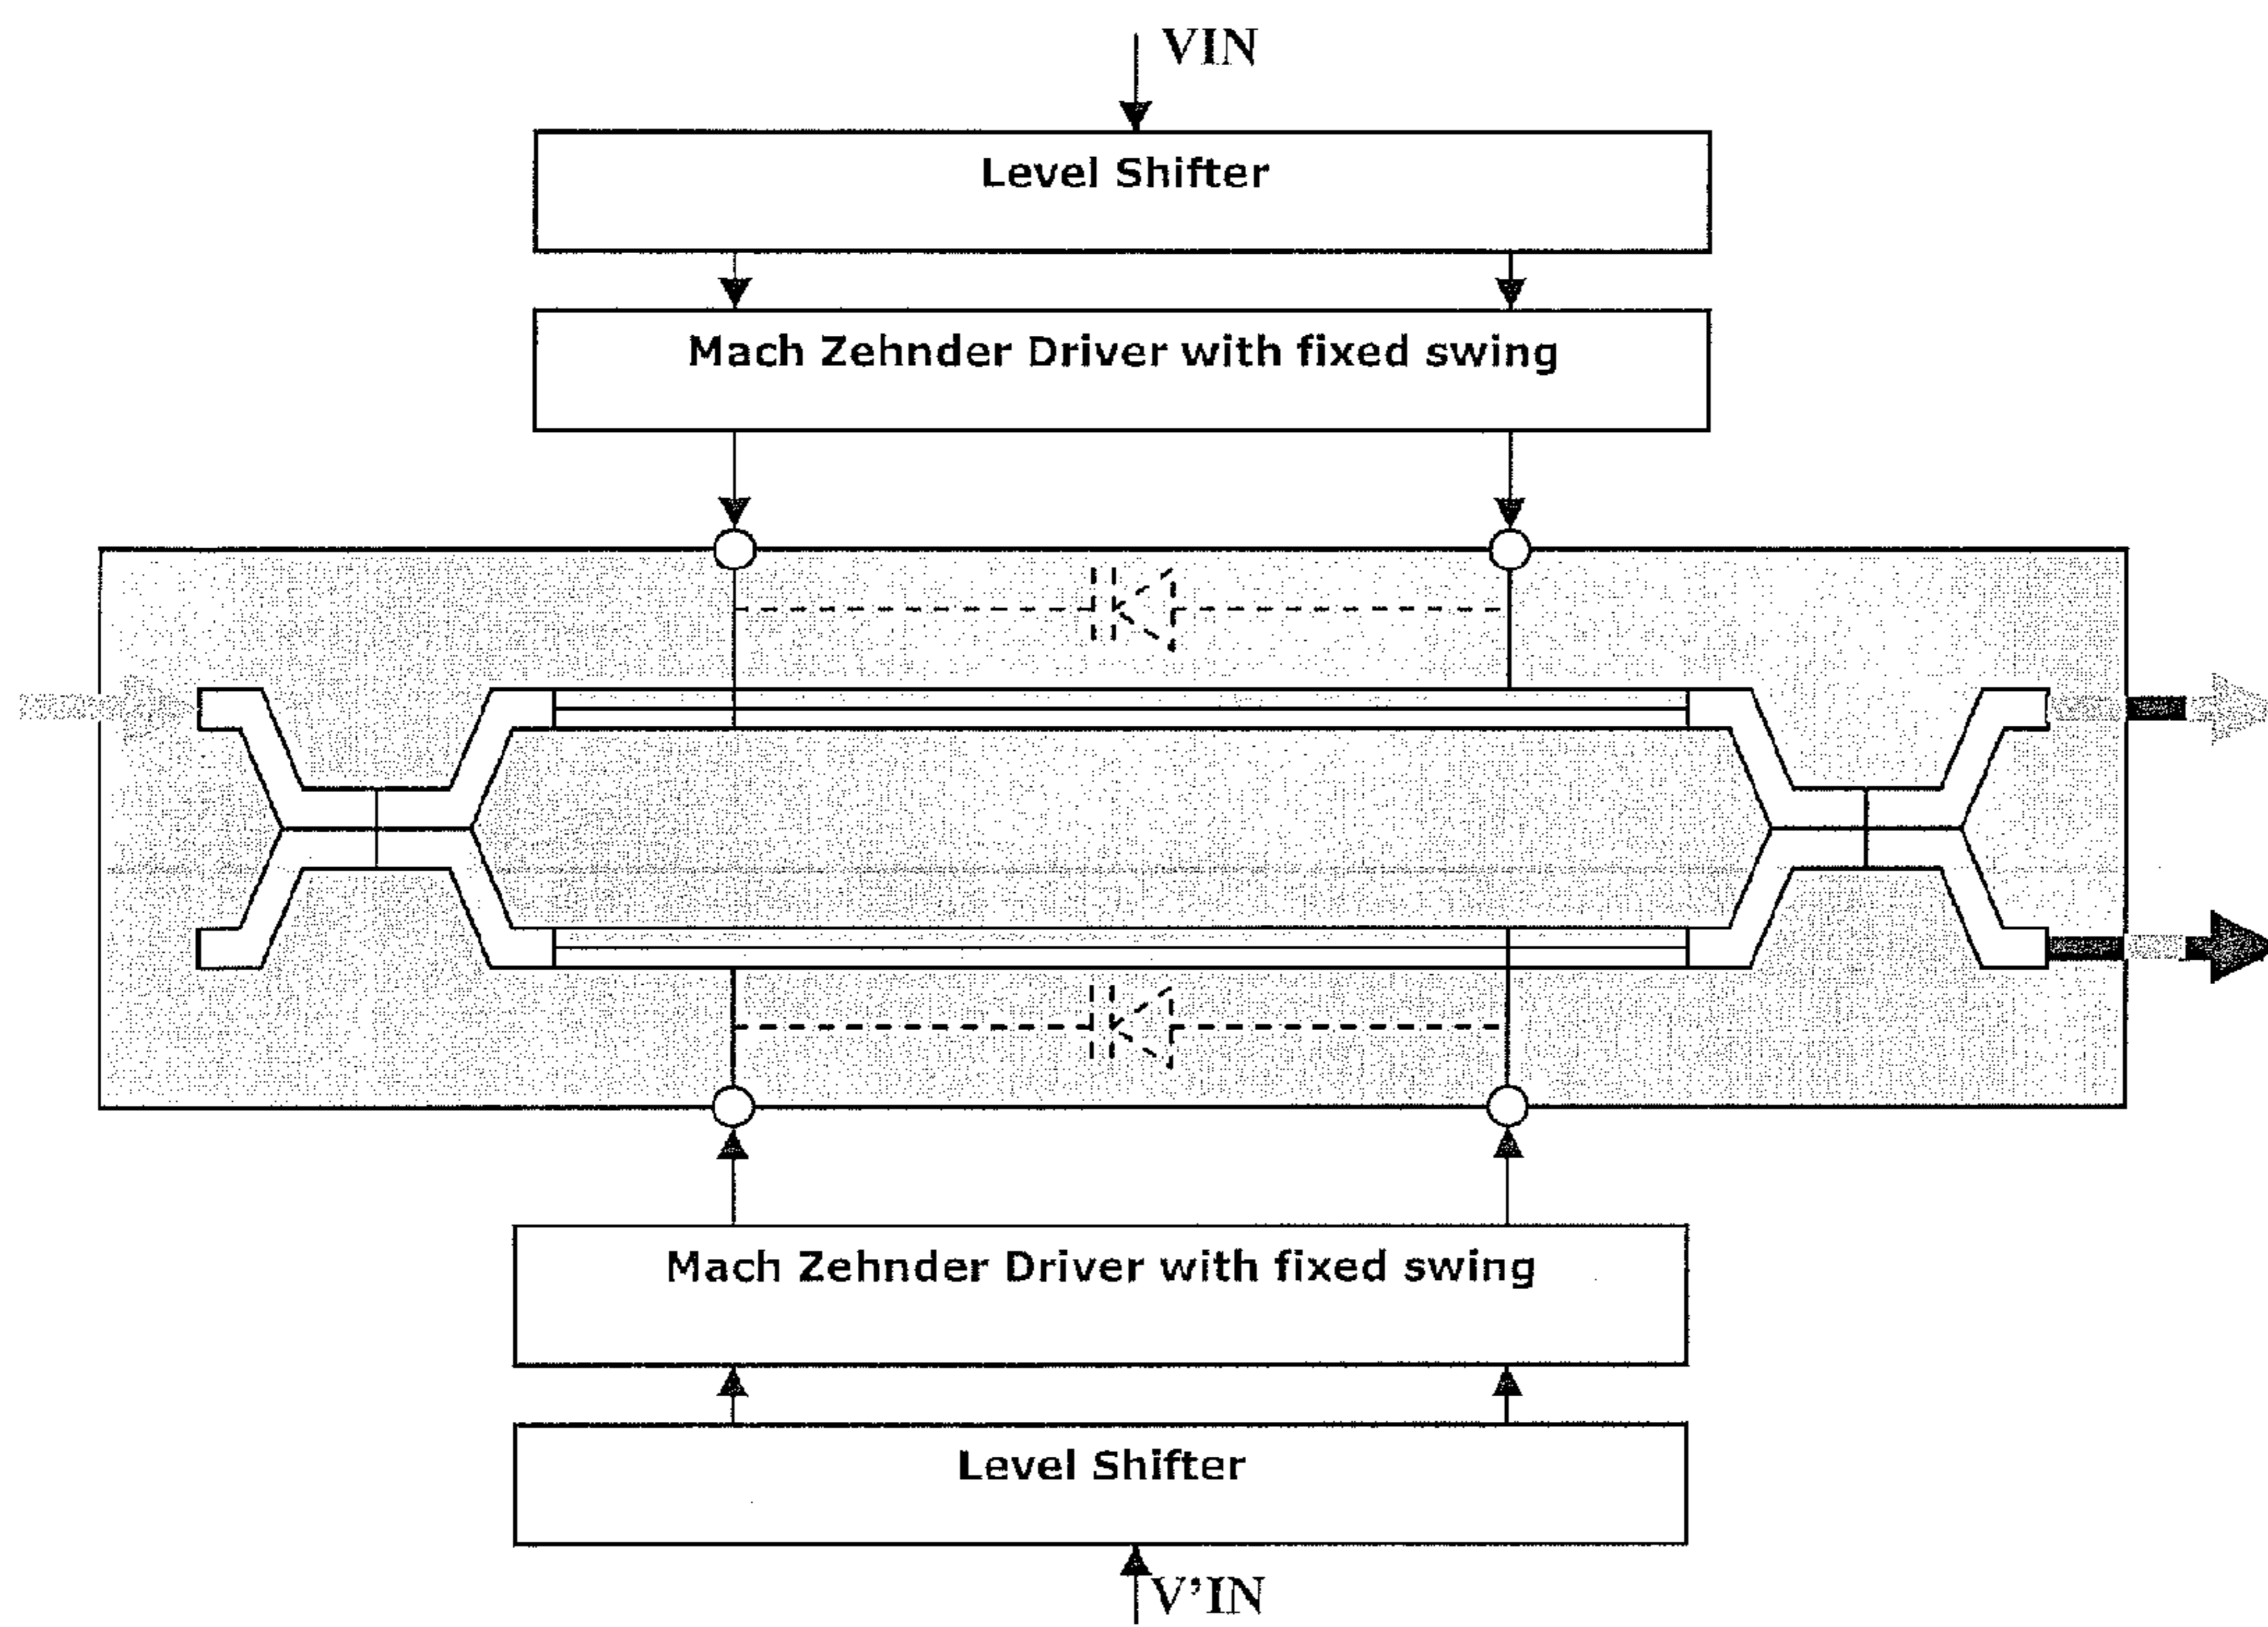 VIN
Level Shifter
Mach Zehnder Driver with fixed swing
Mach Zehnder Driver with fixed swing
Level Shifter
V’IN